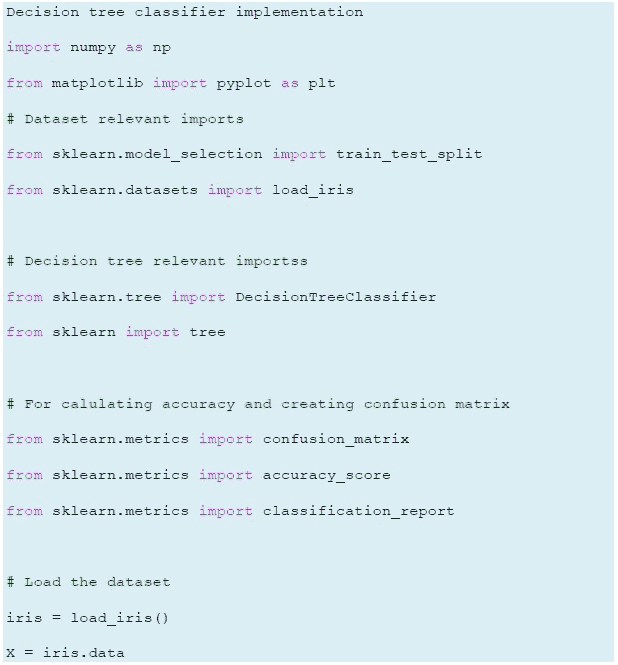 Decision tree classifier implementation
import numpy as np
from matplotlib import pyplot as plt
# Dataset relevant imports
from sklearn.model_selection import train_test_split
from sklearn.datasets import load_iris
# Decision tree relevant importss
from sklearn.tree import DecisionTreeClassifier
from sklearn import tree
# For calulating accuracy and creating confusion matrix
from sklearn.metrics import confusion_matrix
from sklearn.metrics import accuracy_score
from sklearn.metrics import classification_report
# Load the dataset
iris = load_iris()
X = iris.data